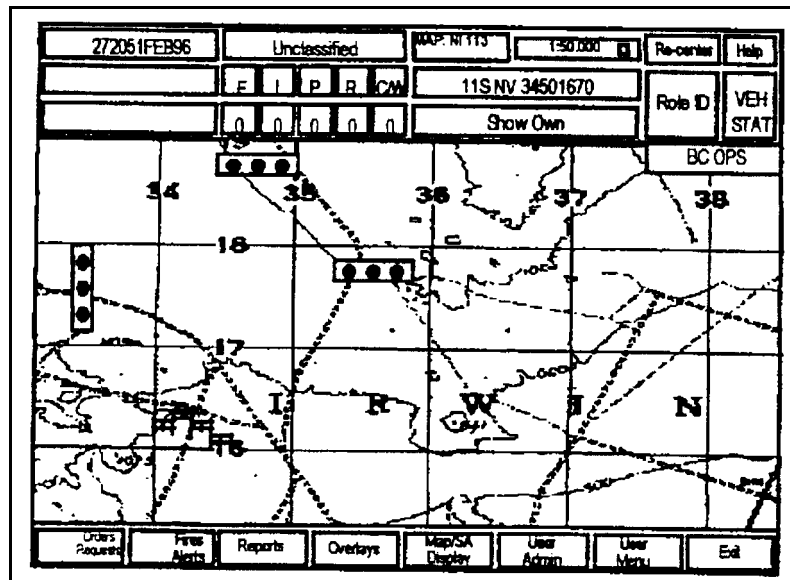 272051FEB96 Unclassified MAP: NI 113 1:50.000 Re-center Help
F I P R C/W 11S NV 34501670 Role ID VEH STAT
0 0 0 0 0 Show Own
BC OPS
34 35 36 37 38
18
17
I R W I N
16
Orders Requests Fires Alerts Reports Overlays Map/SA Display User Admin User Menu Exit